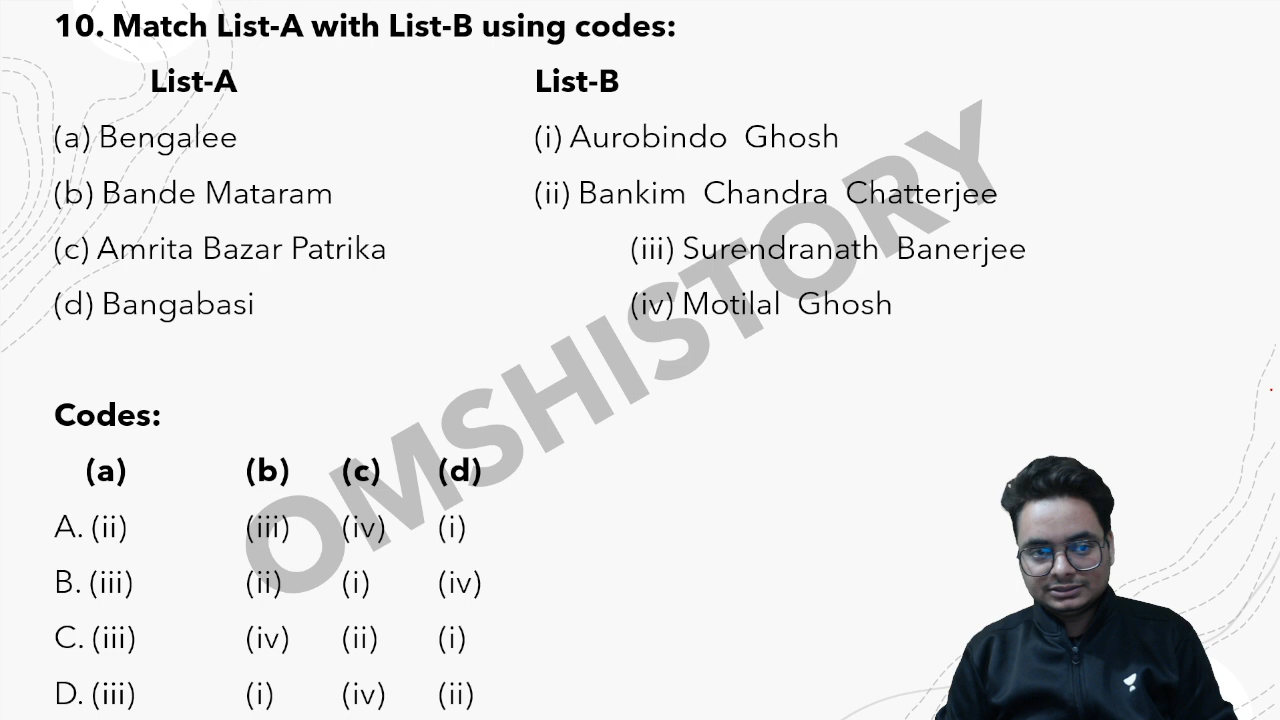 10. Match List-A with List-B using codes:
List-A List-B
(a) Bengalee (i) Aurobindo Ghosh
(b) Bande Mataram (ii) Bankim Chandra Chatterjee
(c) Amrita Bazar Patrika (iii) Surendranath Banerjee
(d) Bangabasi (iv) Motilal Ghosh
OMSHISTORY
Codes:
(a) (b) (c) (d)
A. (ii) (iii) (iv) (i)
B. (iii) (ii) (i) (iv)
C. (iii) (iv) (ii) (i)
D. (iii) (i) (iv) (ii)